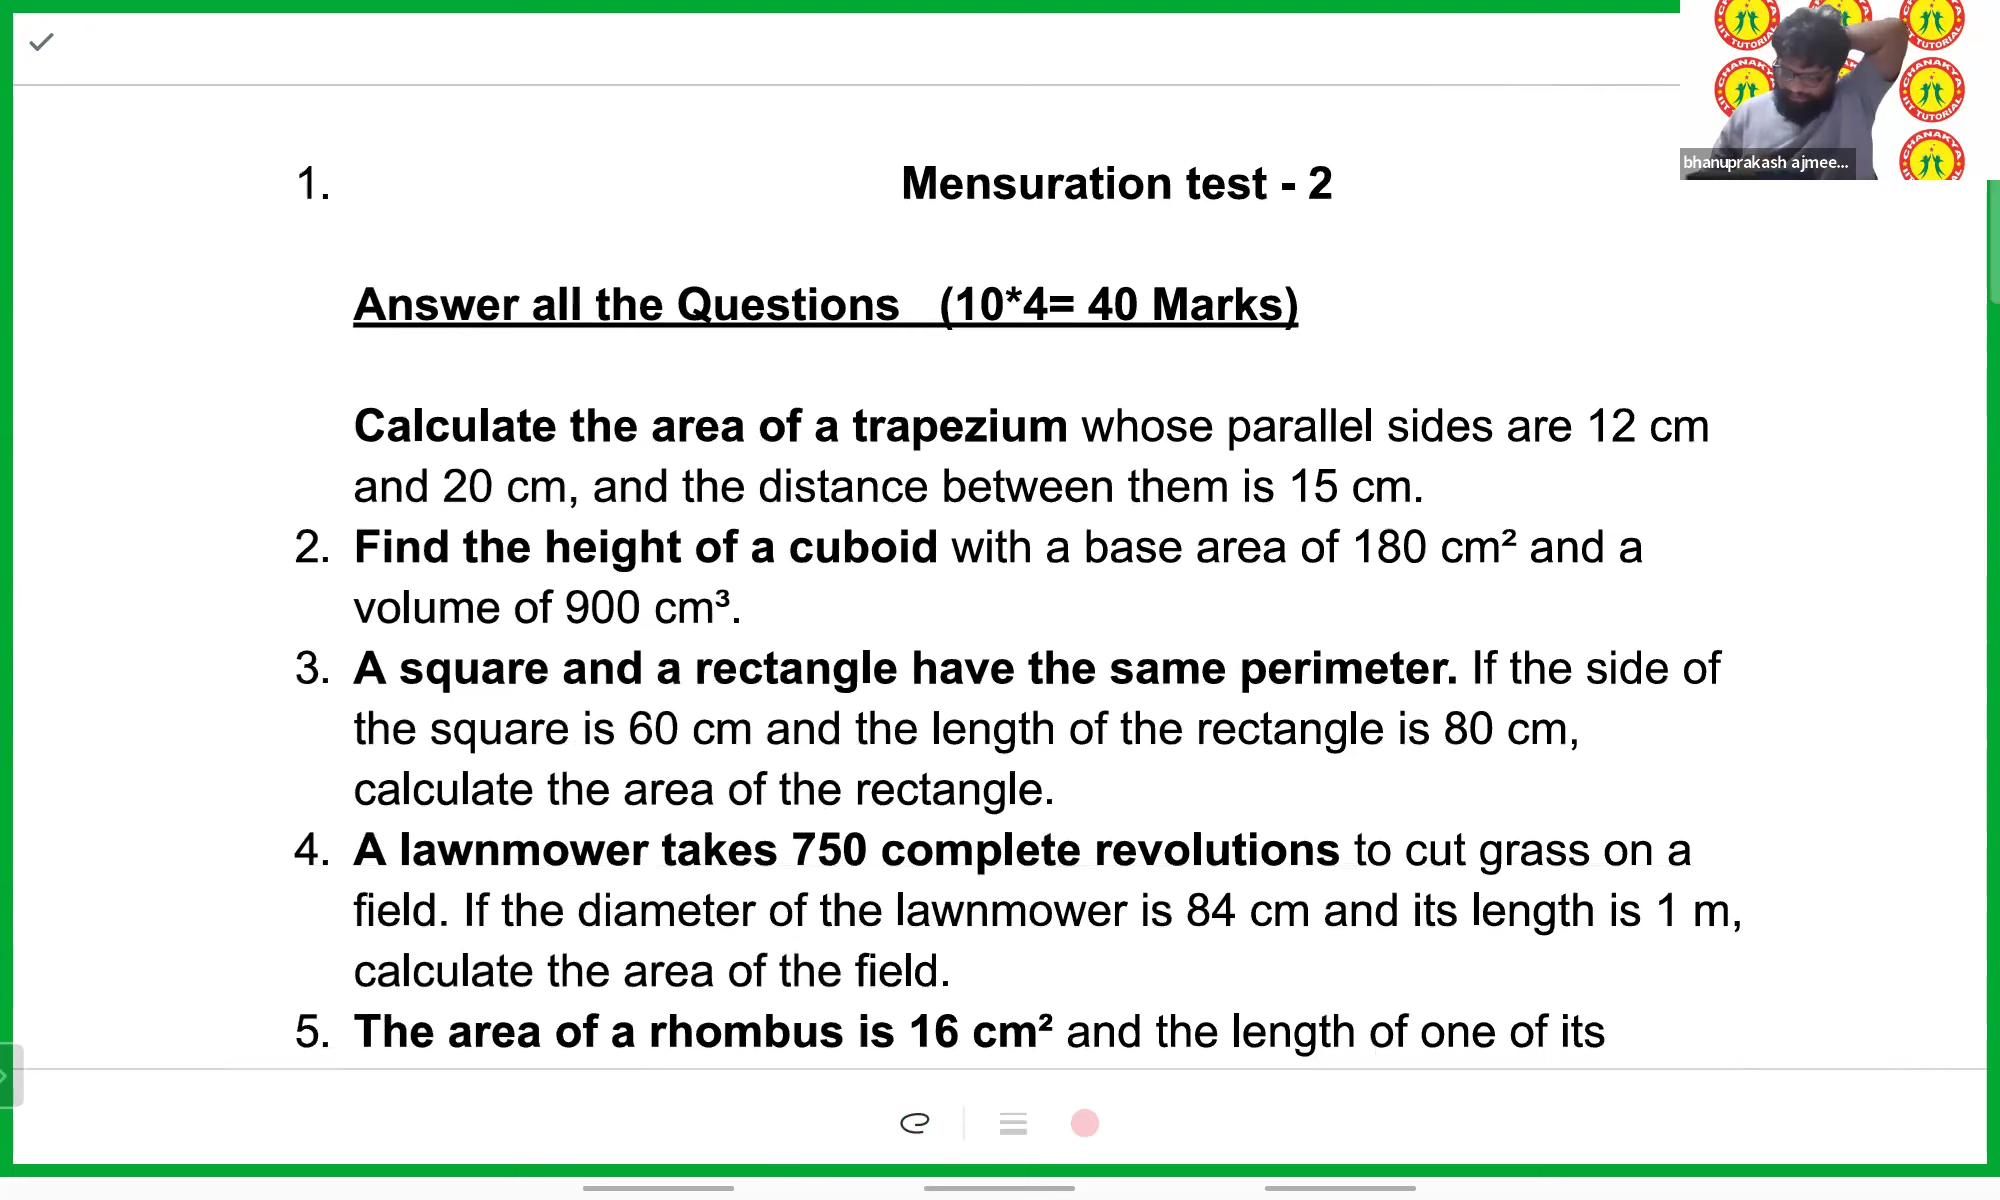 1. Mensuration test - 2
Answer all the Questions (10*4= 40 Marks)
Calculate the area of a trapezium whose parallel sides are 12 cm
and 20 cm, and the distance between them is 15 cm.
2. Find the height of a cuboid with a base area of 180 cm² and a
volume of 900 cm³.
3. A square and a rectangle have the same perimeter. If the side of
the square is 60 cm and the length of the rectangle is 80 cm,
calculate the area of the rectangle.
4. A lawnmower takes 750 complete revolutions to cut grass on a
field. If the diameter of the lawnmower is 84 cm and its length is 1 m,
calculate the area of the field.
5. The area of a rhombus is 16 cm² and the length of one of its
bhanuprakash ajmee...
CHANAKYA
IIT TUTORIAL